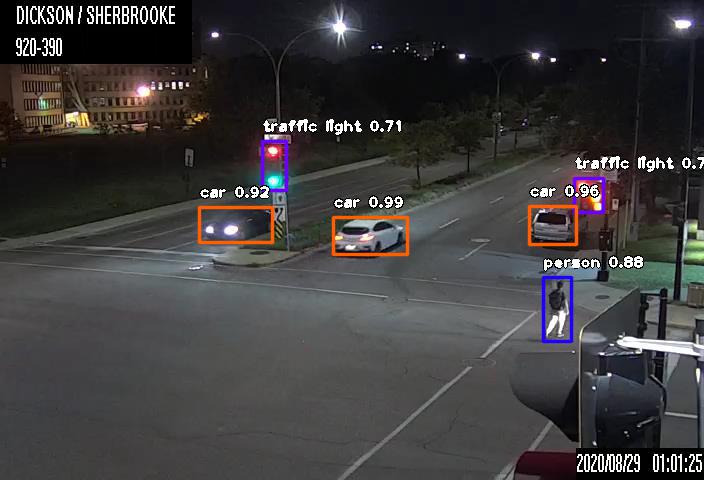 DICKSON / SHERBROOKE
920-390
traffic light 0.71
traffic light 0.7
car 0.92
car 0.99
car 0.96
person 0.88
2020/08/29 01:01:25